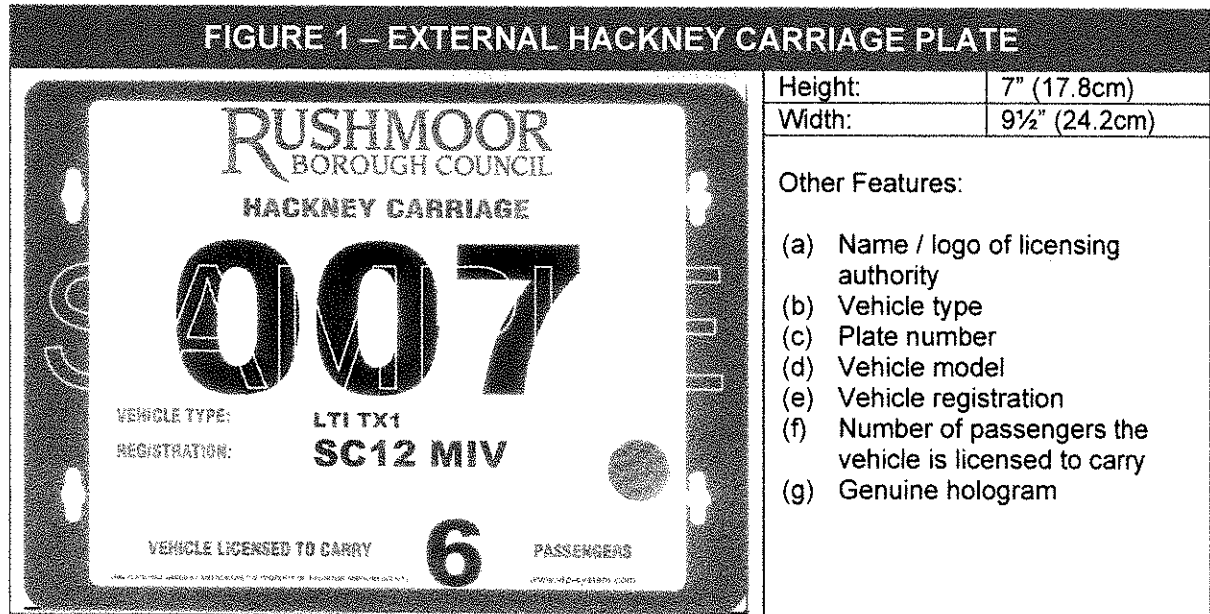 FIGURE 1 – EXTERNAL HACKNEY CARRIAGE PLATE
RUSHMOOR
BOROUGH COUNCIL
HACKNEY CARRIAGE
007
SAMPLE
VEHICLE TYPE: LTI TX1
REGISTRATION: SC12 MIV
VEHICLE LICENSED TO CARRY 6 PASSENGERS
Height: 7” (17.8cm)
Width: 9½” (24.2cm)
Other Features:
(a) Name / logo of licensing
authority
(b) Vehicle type
(c) Plate number
(d) Vehicle model
(e) Vehicle registration
(f) Number of passengers the
vehicle is licensed to carry
(g) Genuine hologram